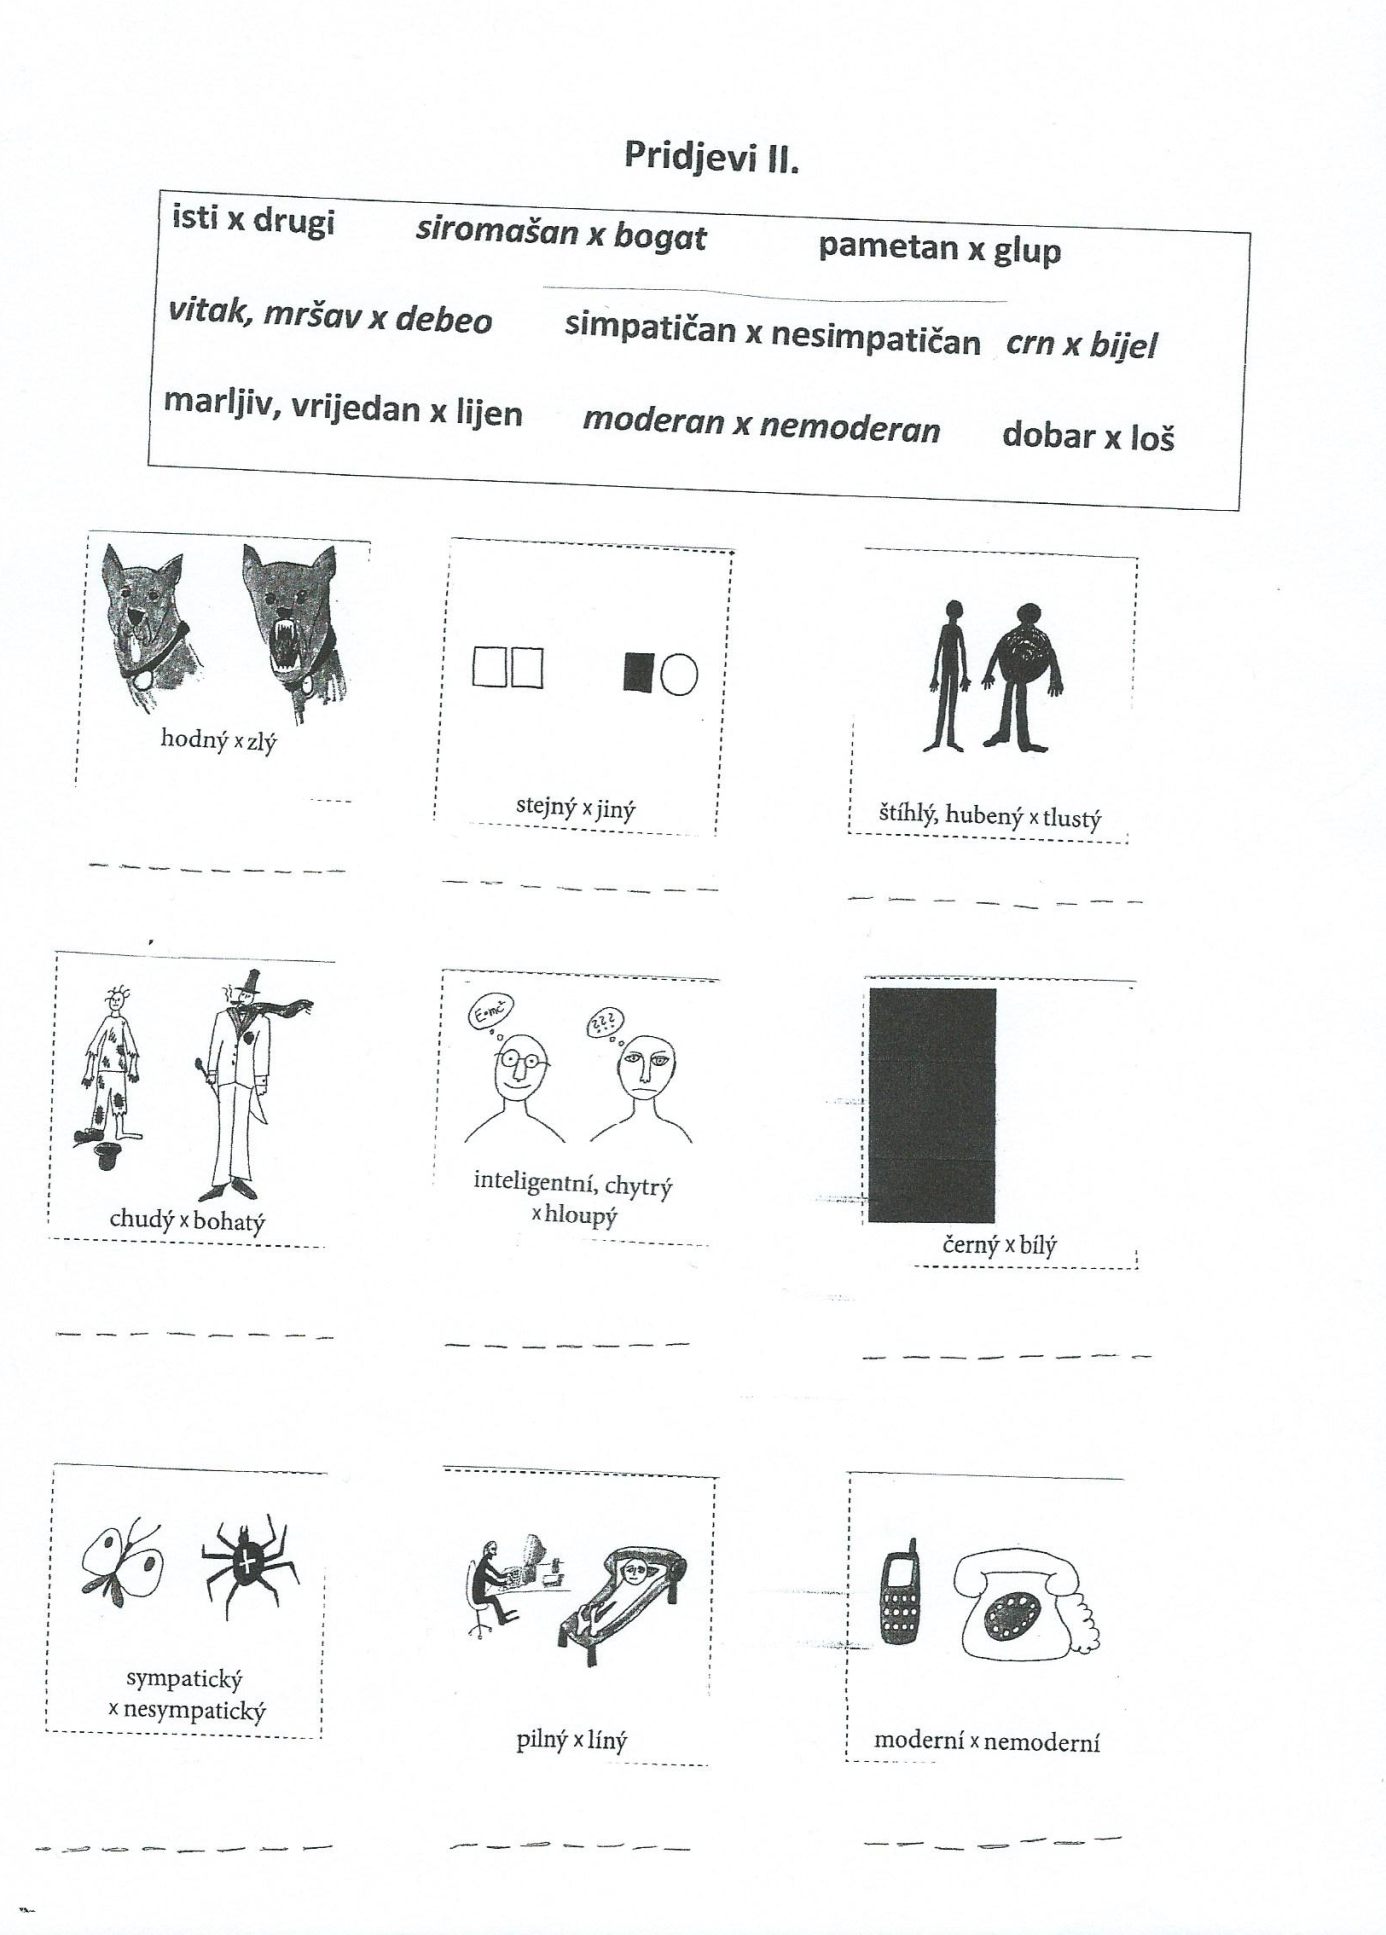 Pridjevi II.
isti x drugi siromašan x bogat pametan x glup
vitak, mršav x debeo simpatičan x nesimpatičan crn x bijel
marljiv, vrijedan x lijen moderan x nemoderan dobar x loš
hodný x zlý
stejný x jiný
štíhlý, hubený x tlustý
E=mc²
???
chudý x bohatý
inteligentní, chytrý
x hloupý
černý x bílý
sympatický
x nesympatický
pilný x líný
moderní x nemoderní